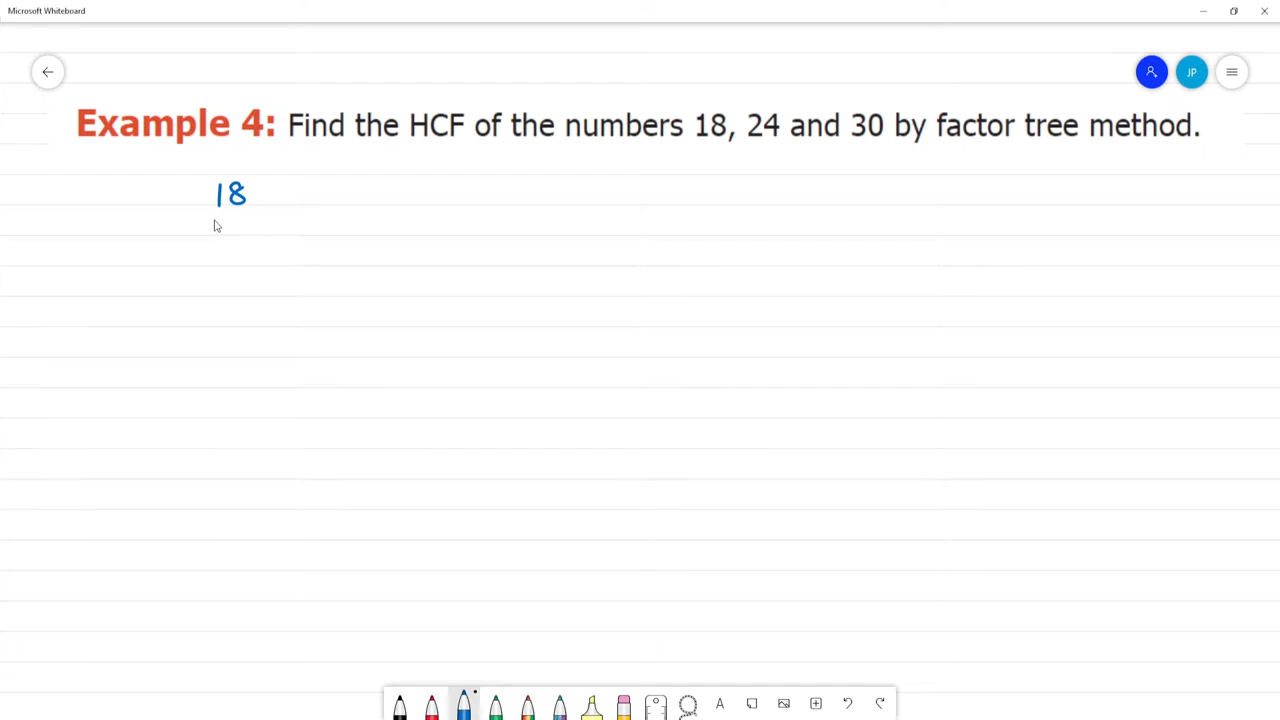 Microsoft Whiteboard
JP
Example 4: Find the HCF of the numbers 18, 24 and 30 by factor tree method.
18
A